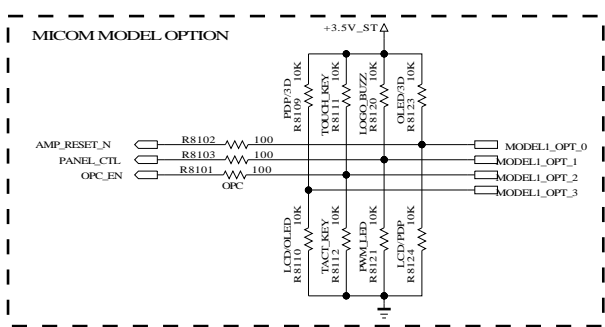 MICOM MODEL OPTION
+3.5V_ST
PDP/3D
R8109 10K
TOUCH_KEY
R8111 10K
LOGO_BUZZ
R8120 10K
OLED/3D
R8123 10K
AMP_RESET_N R8102 100 MODEL1_OPT_0
PANEL_CTL R8103 100 MODEL1_OPT_1
OPC_EN R8101 100 MODEL1_OPT_2
OPC MODEL1_OPT_3
LCD/OLED
R8110 10K
TACT_KEY
R8112 10K
PWM_LED
R8121 10K
LCD/PDP
R8124 10K